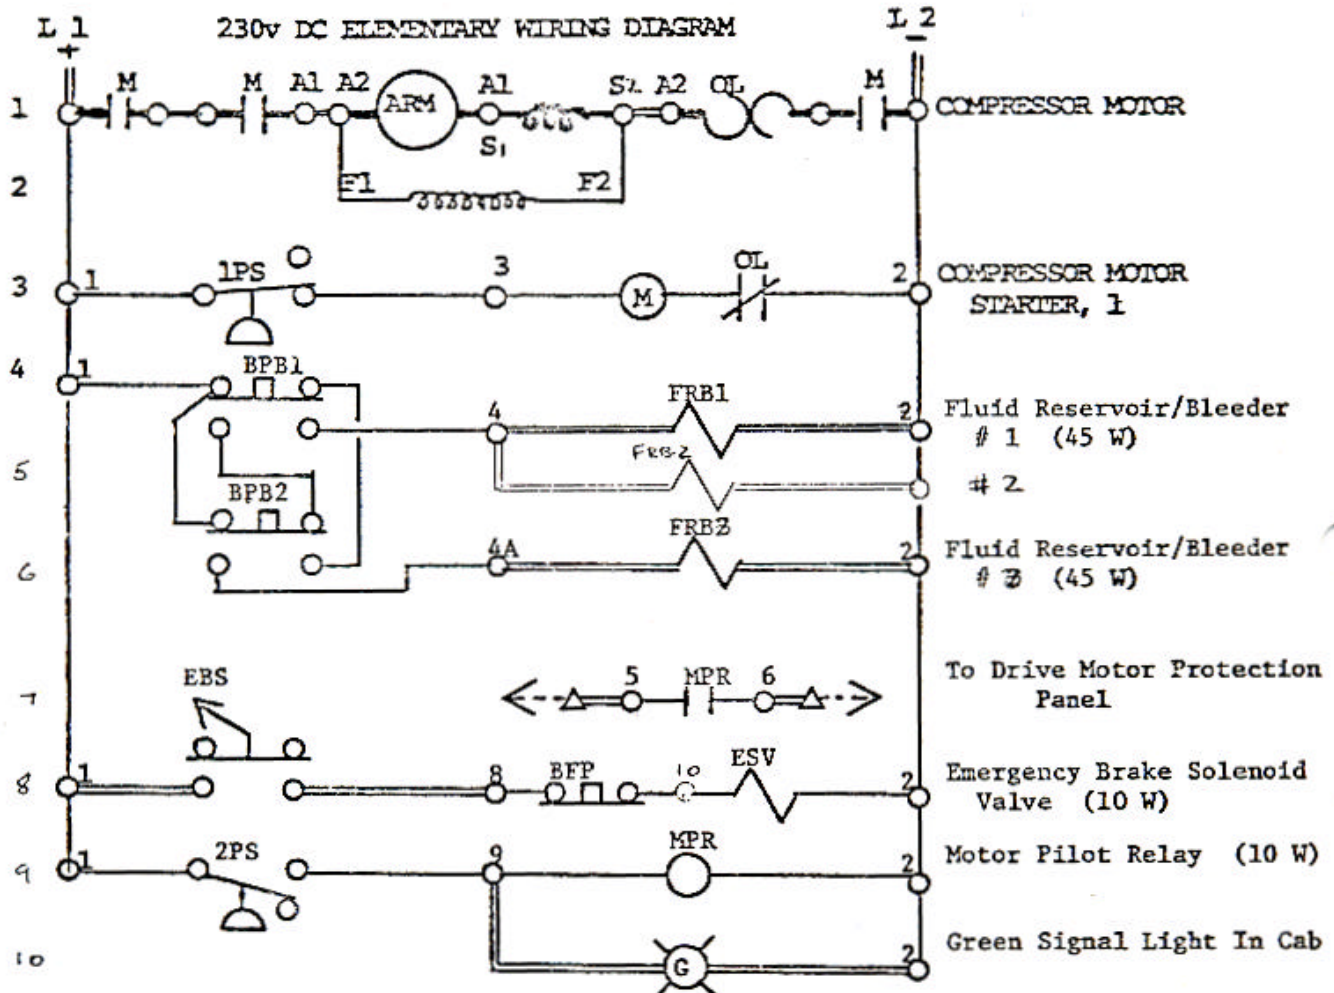 L 1
230v DC ELEMENTARY WIRING DIAGRAM
L 2
+
-
1
M
M
A1
A2
ARM
A1
S1
S2
A2
OL
M
COMPRESSOR MOTOR
2
F1
F2
3
1
1PS
3
M
OL
2
COMPRESSOR MOTOR
STARTER, 1
4
1
BPB1
4
FRB1
2
Fluid Reservoir/Bleeder
# 1 (45 W)
5
FRB-2
# 2
BPB2
6
4A
FRB3
2
Fluid Reservoir/Bleeder
# 3 (45 W)
7
EBS
5
MPR
6
To Drive Motor Protection
Panel
8
1
8
BFP
10
ESV
2
Emergency Brake Solenoid
Valve (10 W)
9
1
2PS
9
MPR
2
Motor Pilot Relay (10 W)
10
G
2
Green Signal Light In Cab